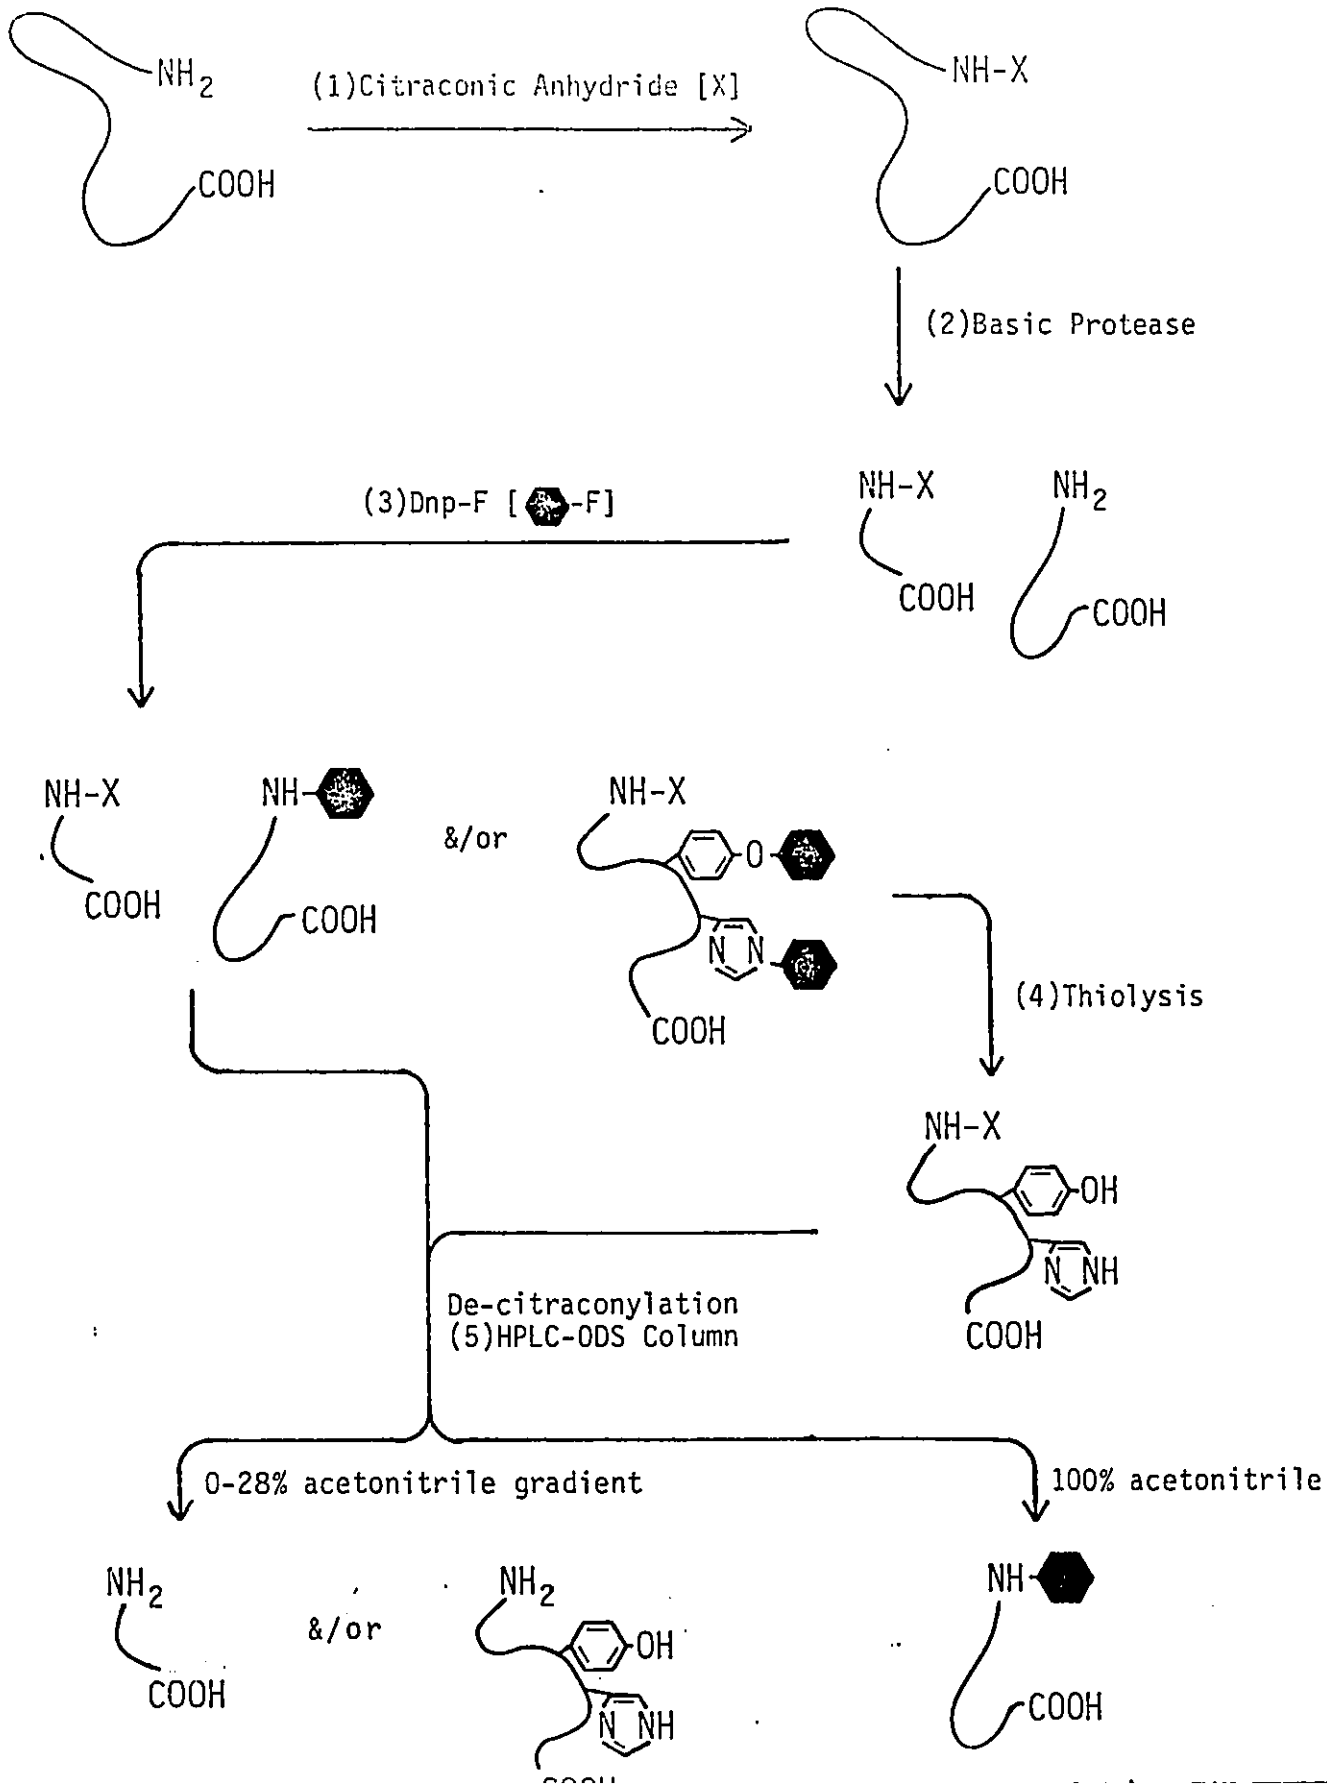 NH2
(1)Citraconic Anhydride [X]
NH-X
COOH
COOH
(2)Basic Protease
(3)Dnp-F [ -F]
NH-X
NH2
COOH
COOH
NH-X
NH
&/or
NH-X
O
COOH
COOH
N N
COOH
(4)Thiolysis
NH-X
OH
N NH
COOH
De-citraconylation
(5)HPLC-ODS Column
0-28% acetonitrile gradient
100% acetonitrile
NH2
&/or
NH2
OH
NH
COOH
N NH
COOH